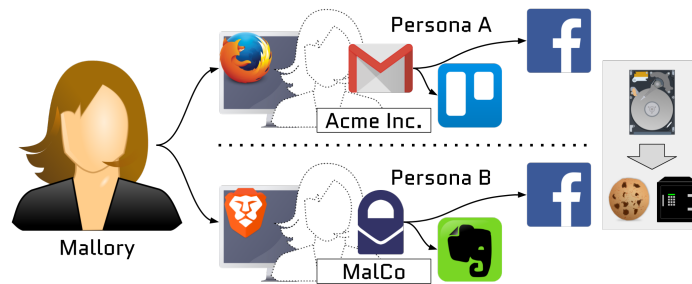 Persona A
Acme Inc.
Mallory
Persona B
MalCo